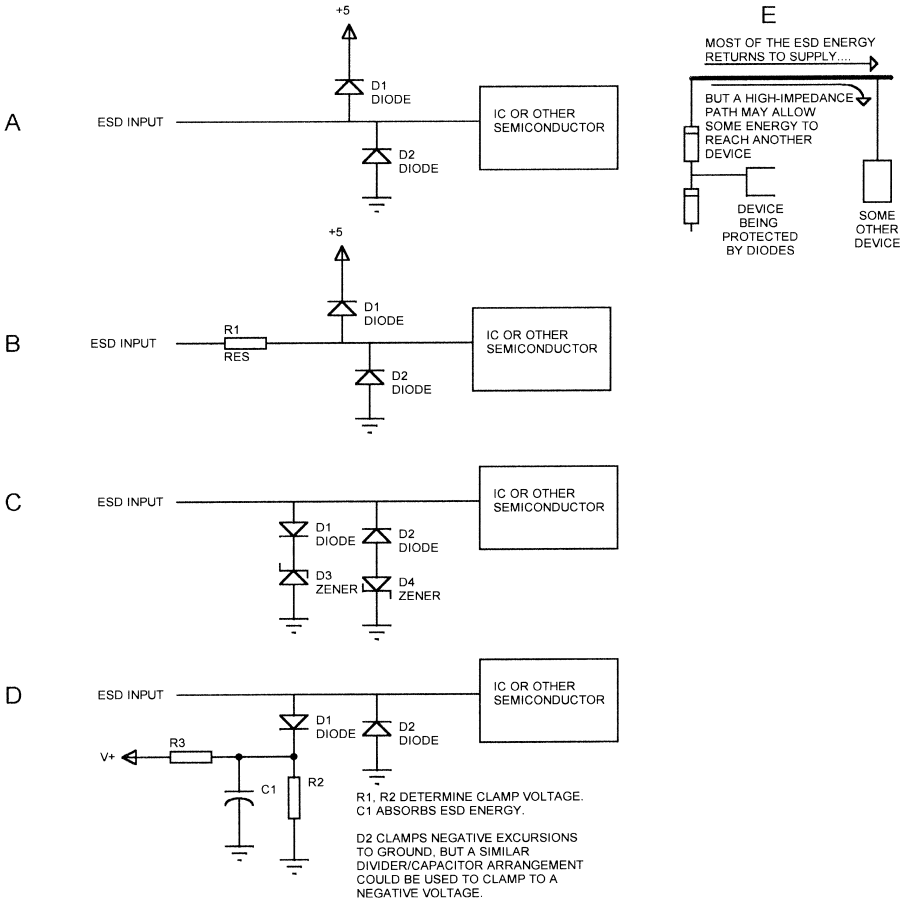 A
+5
D1
DIODE
ESD INPUT
D2
DIODE
IC OR OTHER
SEMICONDUCTOR
E
MOST OF THE ESD ENERGY
RETURNS TO SUPPLY....
BUT A HIGH-IMPEDANCE
PATH MAY ALLOW
SOME ENERGY TO
REACH ANOTHER
DEVICE
DEVICE
BEING
PROTECTED
BY DIODES
SOME
OTHER
DEVICE
B
+5
D1
DIODE
ESD INPUT
R1
RES
D2
DIODE
IC OR OTHER
SEMICONDUCTOR
C
ESD INPUT
D1
DIODE
D2
DIODE
D3
ZENER
D4
ZENER
IC OR OTHER
SEMICONDUCTOR
D
ESD INPUT
D1
DIODE
D2
DIODE
IC OR OTHER
SEMICONDUCTOR
V+
R3
C1
R2
R1, R2 DETERMINE CLAMP VOLTAGE.
C1 ABSORBS ESD ENERGY.
D2 CLAMPS NEGATIVE EXCURSIONS
TO GROUND, BUT A SIMILAR
DIVIDER/CAPACITOR ARRANGEMENT
COULD BE USED TO CLAMP TO A
NEGATIVE VOLTAGE.